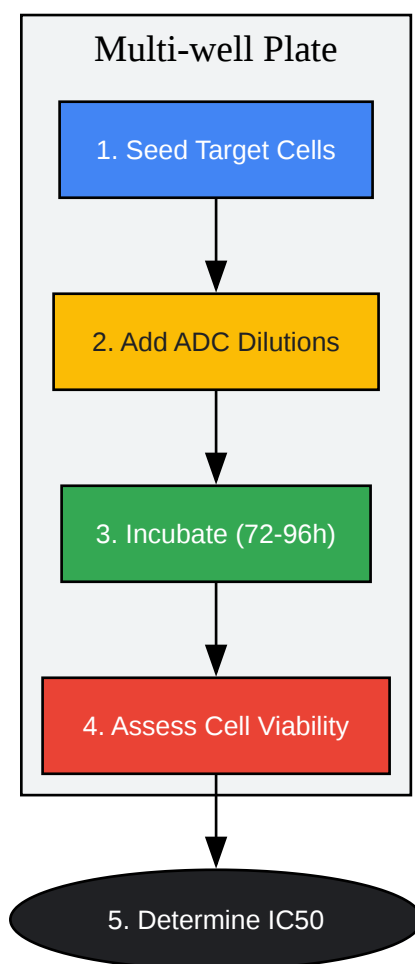 Multi-well Plate
1. Seed Target Cells
2. Add ADC Dilutions
3. Incubate (72-96h)
4. Assess Cell Viability
5. Determine IC50